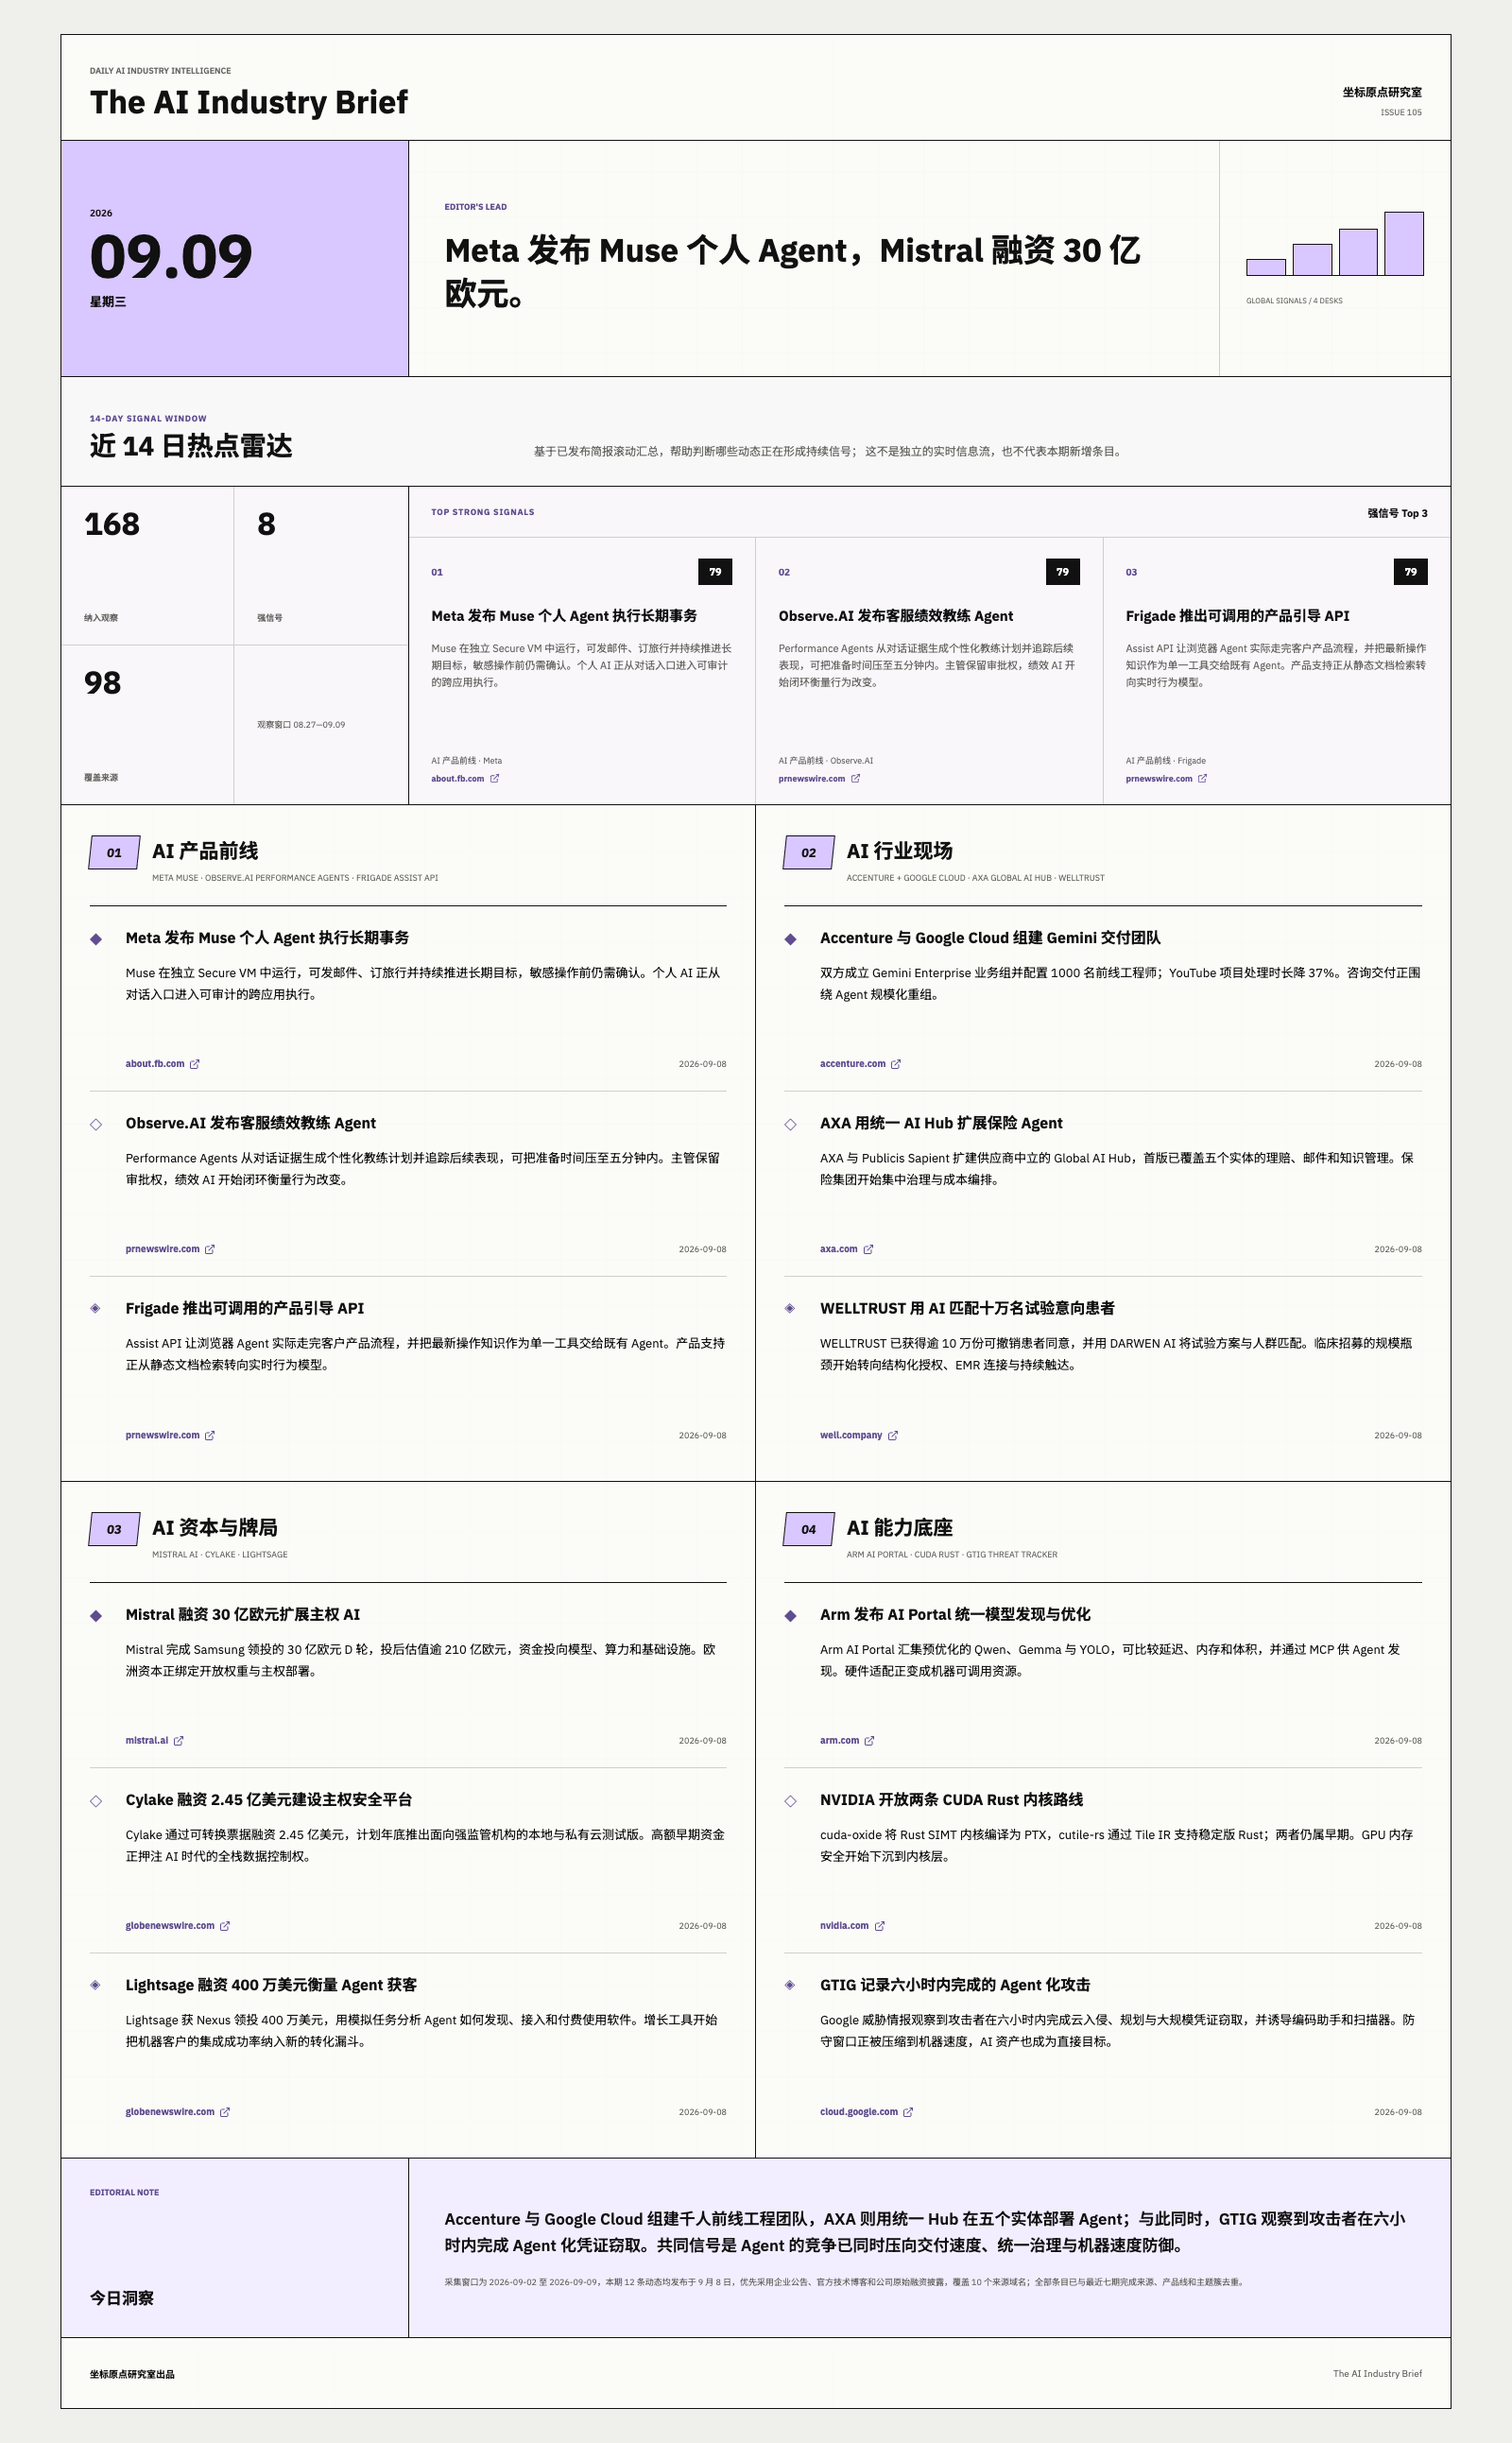 DAILY AI INDUSTRY INTELLIGENCE
The AI Industry Brief
坐标原点研究室
ISSUE 105
2026
09.09
星期三
EDITOR'S LEAD
Meta 发布 Muse 个人 Agent，Mistral 融资 30 亿
欧元。
GLOBAL SIGNALS / 4 DESKS
14-DAY SIGNAL WINDOW
近 14 日热点雷达
基于已发布简报滚动汇总，帮助判断哪些动态正在形成持续信号； 这不是独立的实时信息流，也不代表本期新增条目。
168
纳入观察
8
强信号
98
覆盖来源
观察窗口 08.27—09.09
TOP STRONG SIGNALS
强信号 Top 3
01
79
Meta 发布 Muse 个人 Agent 执行长期事务
Muse 在独立 Secure VM 中运行，可发邮件、订旅行并持续推进长
期目标，敏感操作前仍需确认。个人 AI 正从对话入口进入可审计
的跨应用执行。
AI 产品前线 · Meta
about.fb.com
02
79
Observe.AI 发布客服绩效教练 Agent
Performance Agents 从对话证据生成个性化教练计划并追踪后续
表现，可把准备时间压至五分钟内。主管保留审批权，绩效 AI 开
始闭环衡量行为改变。
AI 产品前线 · Observe.AI
prnewswire.com
03
79
Frigade 推出可调用的产品引导 API
Assist API 让浏览器 Agent 实际走完客户产品流程，并把最新操作
知识作为单一工具交给既有 Agent。产品支持正从静态文档检索转
向实时行为模型。
AI 产品前线 · Frigade
prnewswire.com
01
AI 产品前线
META MUSE · OBSERVE.AI PERFORMANCE AGENTS · FRIGADE ASSIST API
Meta 发布 Muse 个人 Agent 执行长期事务
Muse 在独立 Secure VM 中运行，可发邮件、订旅行并持续推进长期目标，敏感操作前仍需确认。个人 AI 正从
对话入口进入可审计的跨应用执行。
about.fb.com
2026-09-08
Observe.AI 发布客服绩效教练 Agent
Performance Agents 从对话证据生成个性化教练计划并追踪后续表现，可把准备时间压至五分钟内。主管保留
审批权，绩效 AI 开始闭环衡量行为改变。
prnewswire.com
2026-09-08
Frigade 推出可调用的产品引导 API
Assist API 让浏览器 Agent 实际走完客户产品流程，并把最新操作知识作为单一工具交给既有 Agent。产品支持
正从静态文档检索转向实时行为模型。
prnewswire.com
2026-09-08
02
AI 行业现场
ACCENTURE + GOOGLE CLOUD · AXA GLOBAL AI HUB · WELLTRUST
Accenture 与 Google Cloud 组建 Gemini 交付团队
双方成立 Gemini Enterprise 业务组并配置 1000 名前线工程师；YouTube 项目处理时长降 37%。咨询交付正围
绕 Agent 规模化重组。
accenture.com
2026-09-08
AXA 用统一 AI Hub 扩展保险 Agent
AXA 与 Publicis Sapient 扩建供应商中立的 Global AI Hub，首版已覆盖五个实体的理赔、邮件和知识管理。保
险集团开始集中治理与成本编排。
axa.com
2026-09-08
WELLTRUST 用 AI 匹配十万名试验意向患者
WELLTRUST 已获得逾 10 万份可撤销患者同意，并用 DARWEN AI 将试验方案与人群匹配。临床招募的规模瓶
颈开始转向结构化授权、EMR 连接与持续触达。
well.company
2026-09-08
03
AI 资本与牌局
MISTRAL AI · CYLAKE · LIGHTSAGE
Mistral 融资 30 亿欧元扩展主权 AI
Mistral 完成 Samsung 领投的 30 亿欧元 D 轮，投后估值逾 210 亿欧元，资金投向模型、算力和基础设施。欧
洲资本正绑定开放权重与主权部署。
mistral.ai
2026-09-08
Cylake 融资 2.45 亿美元建设主权安全平台
Cylake 通过可转换票据融资 2.45 亿美元，计划年底推出面向强监管机构的本地与私有云测试版。高额早期资金
正押注 AI 时代的全栈数据控制权。
globenewswire.com
2026-09-08
Lightsage 融资 400 万美元衡量 Agent 获客
Lightsage 获 Nexus 领投 400 万美元，用模拟任务分析 Agent 如何发现、接入和付费使用软件。增长工具开始
把机器客户的集成成功率纳入新的转化漏斗。
globenewswire.com
2026-09-08
04
AI 能力底座
ARM AI PORTAL · CUDA RUST · GTIG THREAT TRACKER
Arm 发布 AI Portal 统一模型发现与优化
Arm AI Portal 汇集预优化的 Qwen、Gemma 与 YOLO，可比较延迟、内存和体积，并通过 MCP 供 Agent 发
现。硬件适配正变成机器可调用资源。
arm.com
2026-09-08
NVIDIA 开放两条 CUDA Rust 内核路线
cuda-oxide 将 Rust SIMT 内核编译为 PTX，cutile-rs 通过 Tile IR 支持稳定版 Rust；两者仍属早期。GPU 内存
安全开始下沉到内核层。
nvidia.com
2026-09-08
GTIG 记录六小时内完成的 Agent 化攻击
Google 威胁情报观察到攻击者在六小时内完成云入侵、规划与大规模凭证窃取，并诱导编码助手和扫描器。防
守窗口正被压缩到机器速度，AI 资产也成为直接目标。
cloud.google.com
2026-09-08
EDITORIAL NOTE
今日洞察
Accenture 与 Google Cloud 组建千人前线工程团队，AXA 则用统一 Hub 在五个实体部署 Agent；与此同时，GTIG 观察到攻击者在六小
时内完成 Agent 化凭证窃取。共同信号是 Agent 的竞争已同时压向交付速度、统一治理与机器速度防御。
采集窗口为 2026-09-02 至 2026-09-09，本期 12 条动态均发布于 9 月 8 日，优先采用企业公告、官方技术博客和公司原始融资披露，覆盖 10 个来源域名；全部条目已与最近七期完成来源、产品线和主题簇去重。
坐标原点研究室出品
The AI Industry Brief